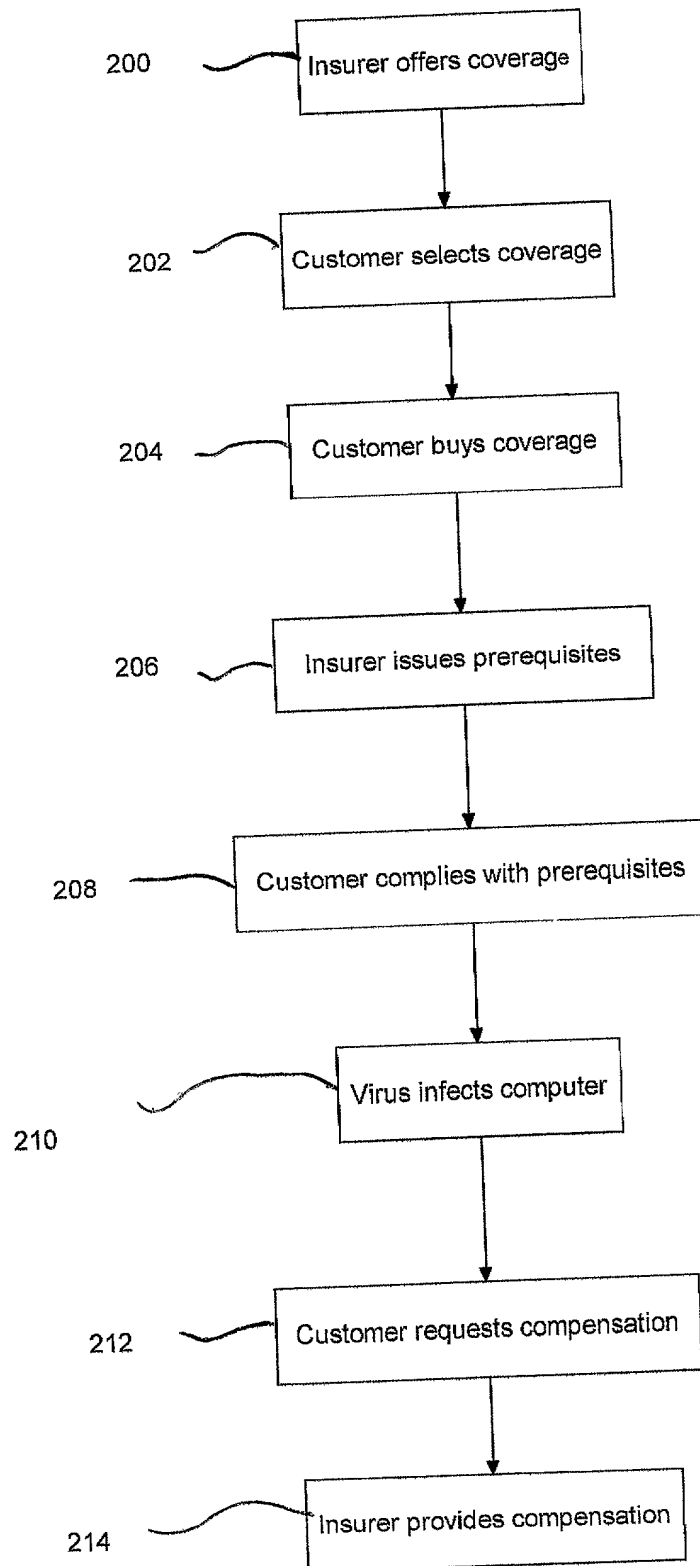 200 Insurer offers coverage
202 Customer selects coverage
204 Customer buys coverage
206 Insurer issues prerequisites
208 Customer complies with prerequisites
210 Virus infects computer
212 Customer requests compensation
214 Insurer provides compensation